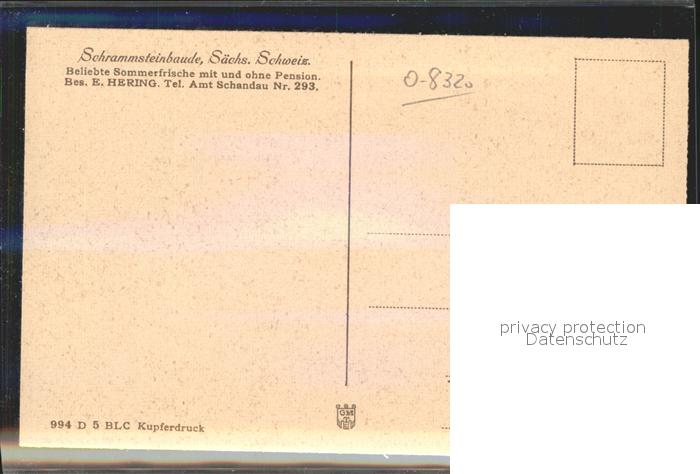 Schrammsteinbaude, Sächs. Schweiz.
Beliebte Sommerfrische mit und ohne Pension.
Bes. E. HERING. Tel. Amt Schandau Nr. 293.
0-8320
privacy protection
Datenschutz
994 D 5 BLC Kupferdruck